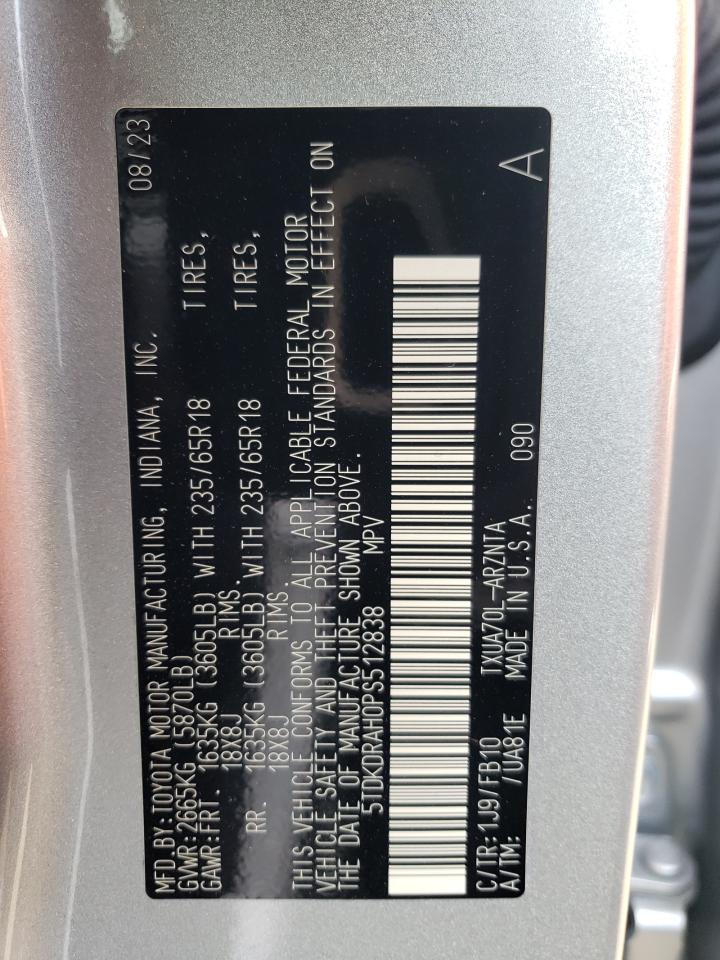 MFD.BY:TOYOTA MOTOR MANUFACTURING, INDIANA, INC. 08/23
GVWR:2665KG (5870LB)
GAWR:FRT. 1635KG (3605LB) WITH 235/65R18 TIRES,
18X8J RIMS.
RR. 1635KG (3605LB) WITH 235/65R18 TIRES,
18X8J RIMS.
THIS VEHICLE CONFORMS TO ALL APPLICABLE FEDERAL MOTOR
VEHICLE SAFETY AND THEFT PREVENTION STANDARDS IN EFFECT ON
THE DATE OF MANUFACTURE SHOWN ABOVE.
5TDKDRAH0PS512838 MPV
C/TR:1J9/FB10 TXUA70L-ARZNTA 090 A
A/TM: /UA81E MADE IN U.S.A.